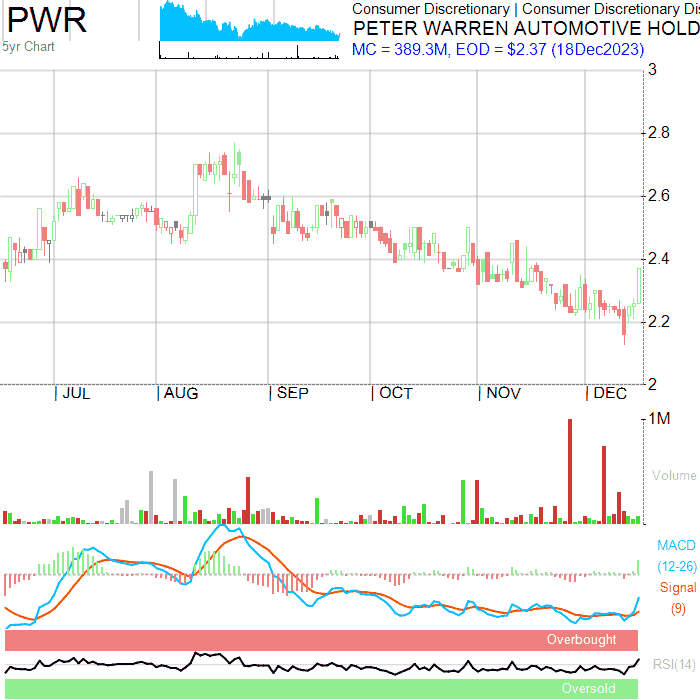 PWR
5yr Chart
Consumer Discretionary | Consumer Discretionary Dis
PETER WARREN AUTOMOTIVE HOLD
MC = 389.3M, EOD = $2.37 (18Dec2023)
3
2.8
2.6
2.4
2.2
2
| JUL | AUG | SEP | OCT | NOV | DEC
1M
Volume
MACD
(12-26)
Signal
(9)
Overbought
RSI(14)
Oversold